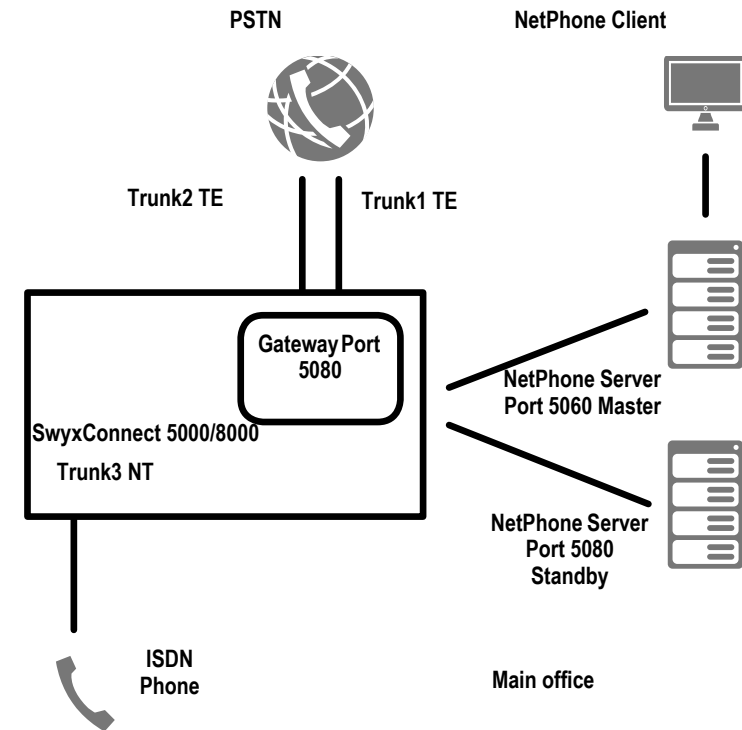 PSTN
NetPhone Client
Trunk2 TE
Trunk1 TE
Gateway Port
5080
NetPhone Server
Port 5060 Master
SwyxConnect 5000/8000
Trunk3 NT
NetPhone Server
Port 5080
Standby
ISDN
Phone
Main office